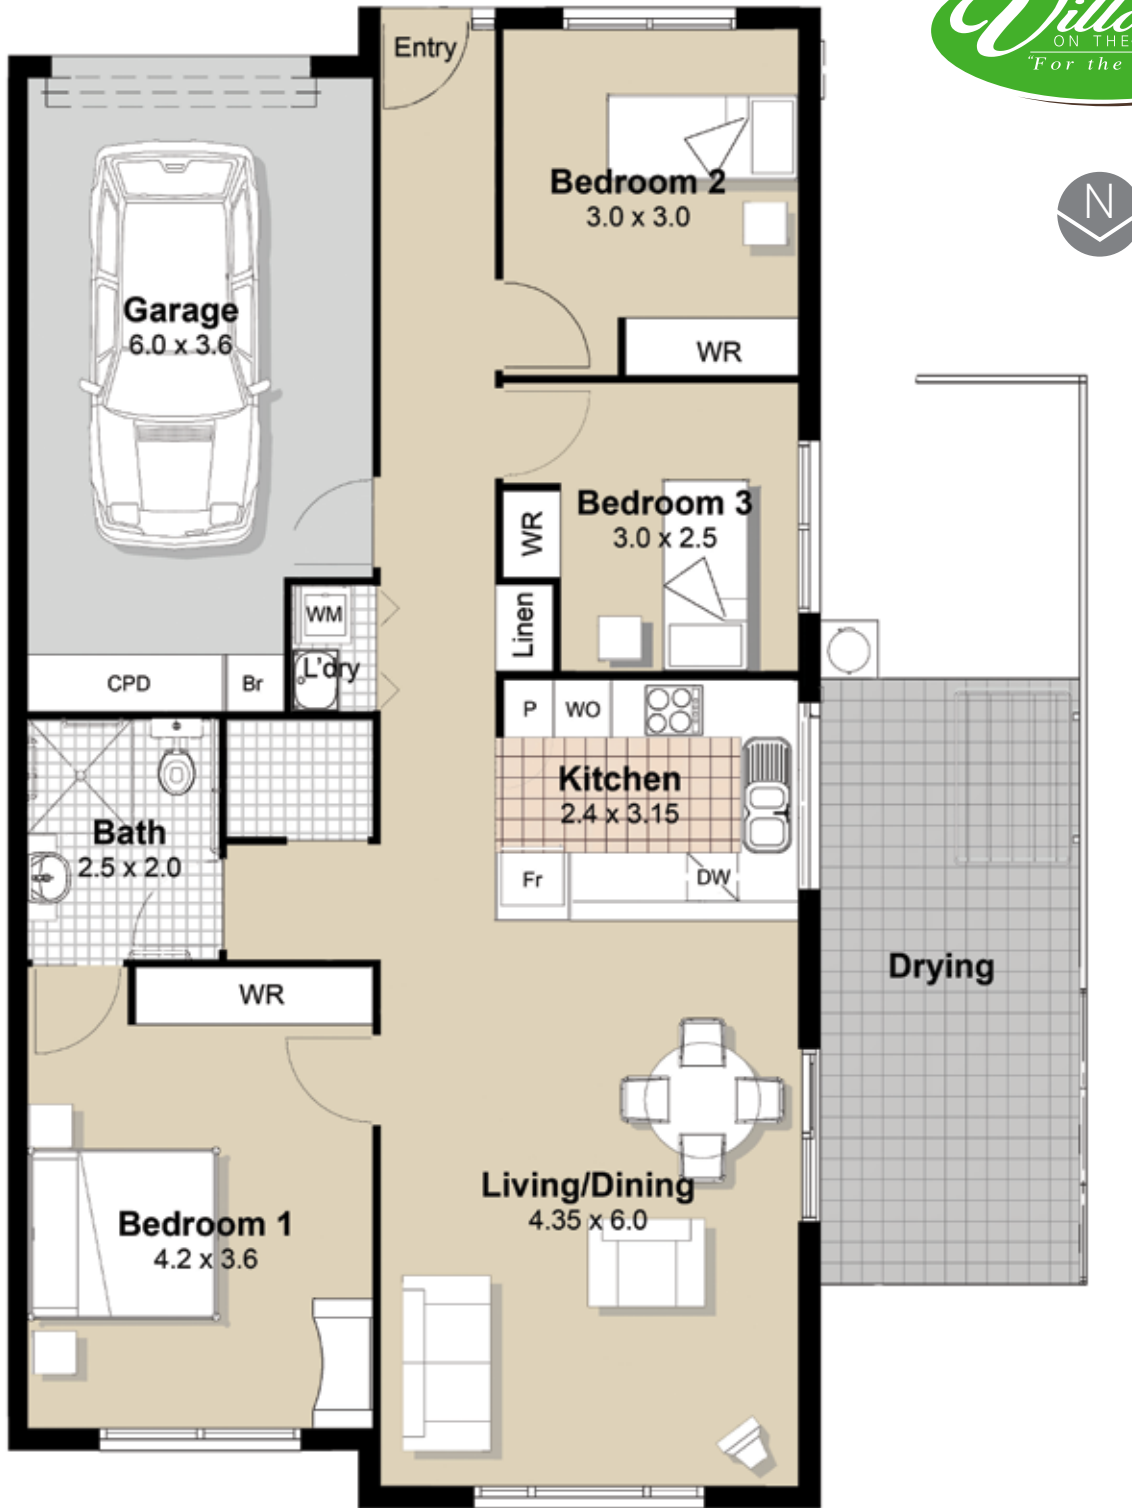 ON THE
"For the
N
Entry
Bedroom 2
3.0 x 3.0
WR
Garage
6.0 x 3.6
Bedroom 3
3.0 x 2.5
WR
Linen
WM
L'dry
CPD
Br
P
WO
Kitchen
2.4 x 3.15
Fr
DW
Bath
2.5 x 2.0
Drying
WR
Living/Dining
4.35 x 6.0
Bedroom 1
4.2 x 3.6